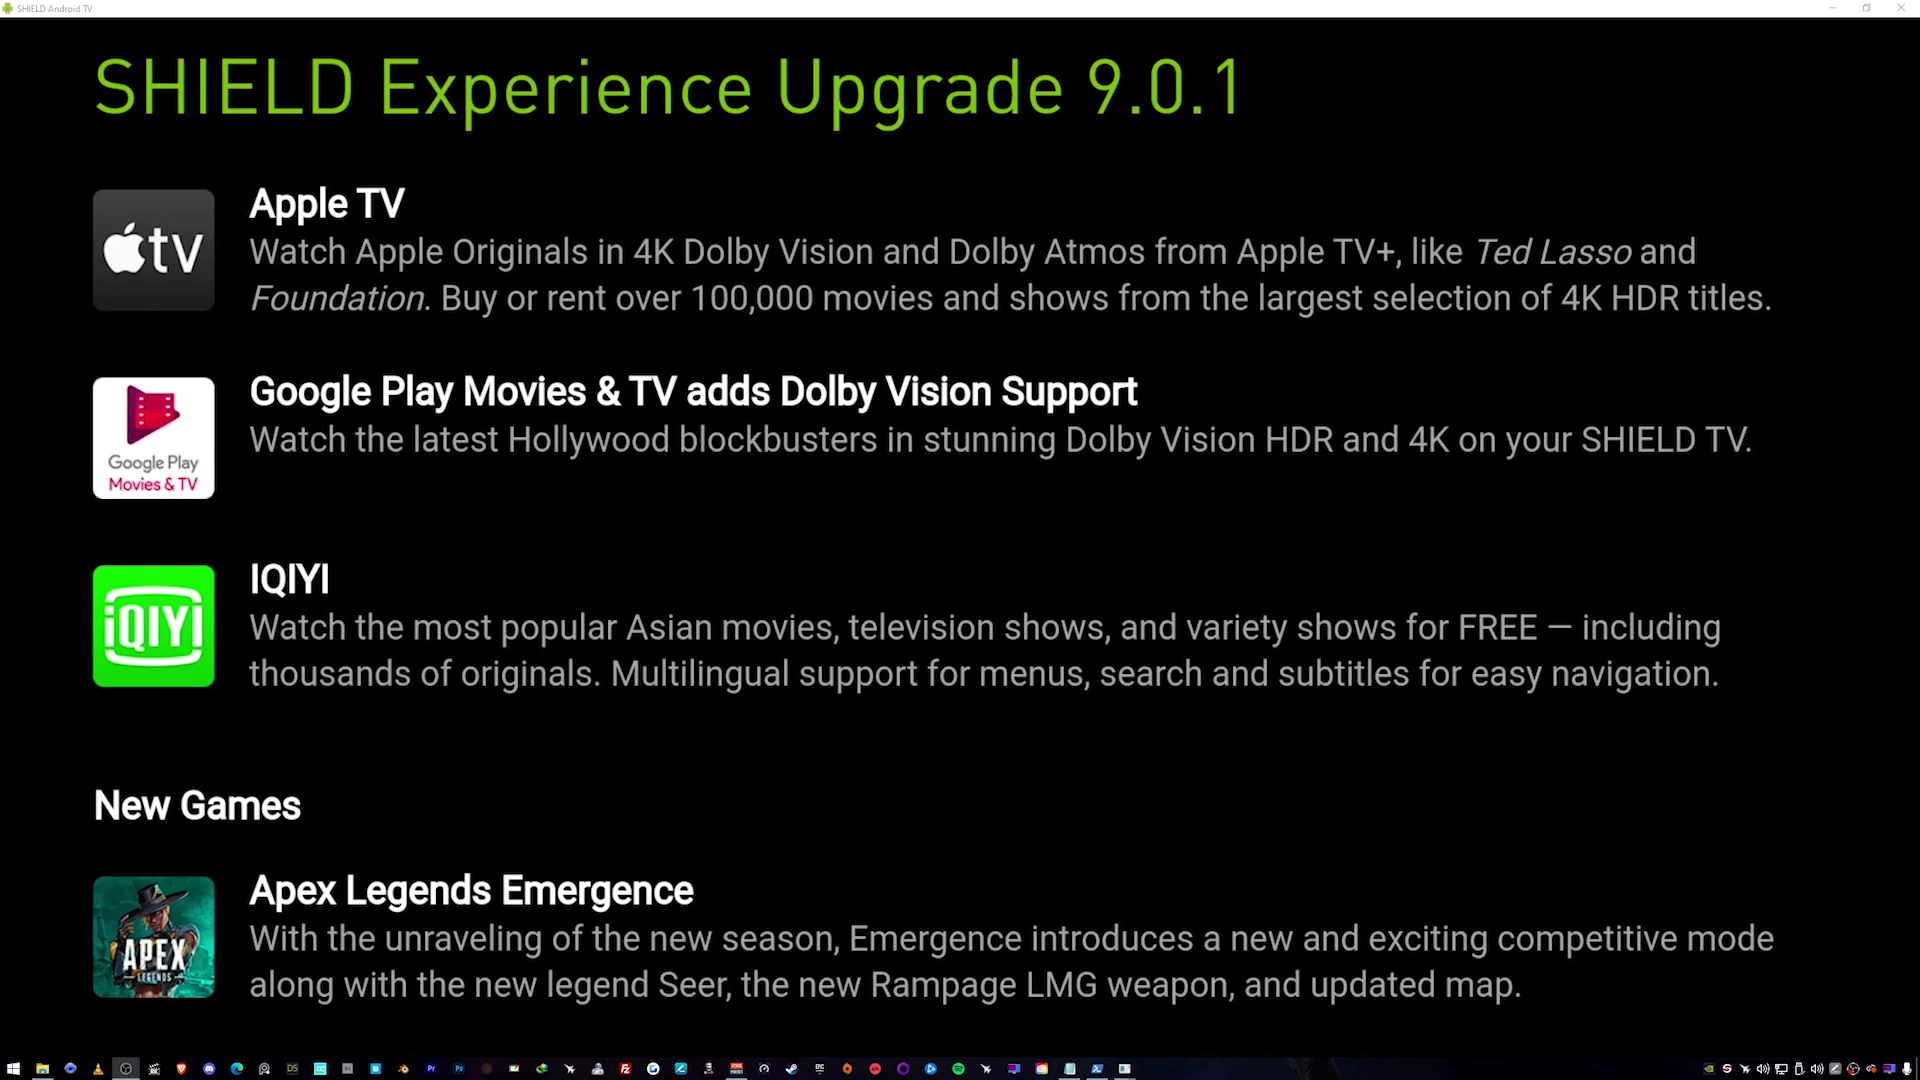 SHIELD Android TV
SHIELD Experience Upgrade 9.0.1
tv
Apple TV
Watch Apple Originals in 4K Dolby Vision and Dolby Atmos from Apple TV+, like Ted Lasso and
Foundation. Buy or rent over 100,000 movies and shows from the largest selection of 4K HDR titles.
Google Play
Movies & TV
Google Play Movies & TV adds Dolby Vision Support
Watch the latest Hollywood blockbusters in stunning Dolby Vision HDR and 4K on your SHIELD TV.
iQIYI
IQIYI
Watch the most popular Asian movies, television shows, and variety shows for FREE — including
thousands of originals. Multilingual support for menus, search and subtitles for easy navigation.
New Games
APEX
LEGENDS
Apex Legends Emergence
With the unraveling of the new season, Emergence introduces a new and exciting competitive mode
along with the new legend Seer, the new Rampage LMG weapon, and updated map.